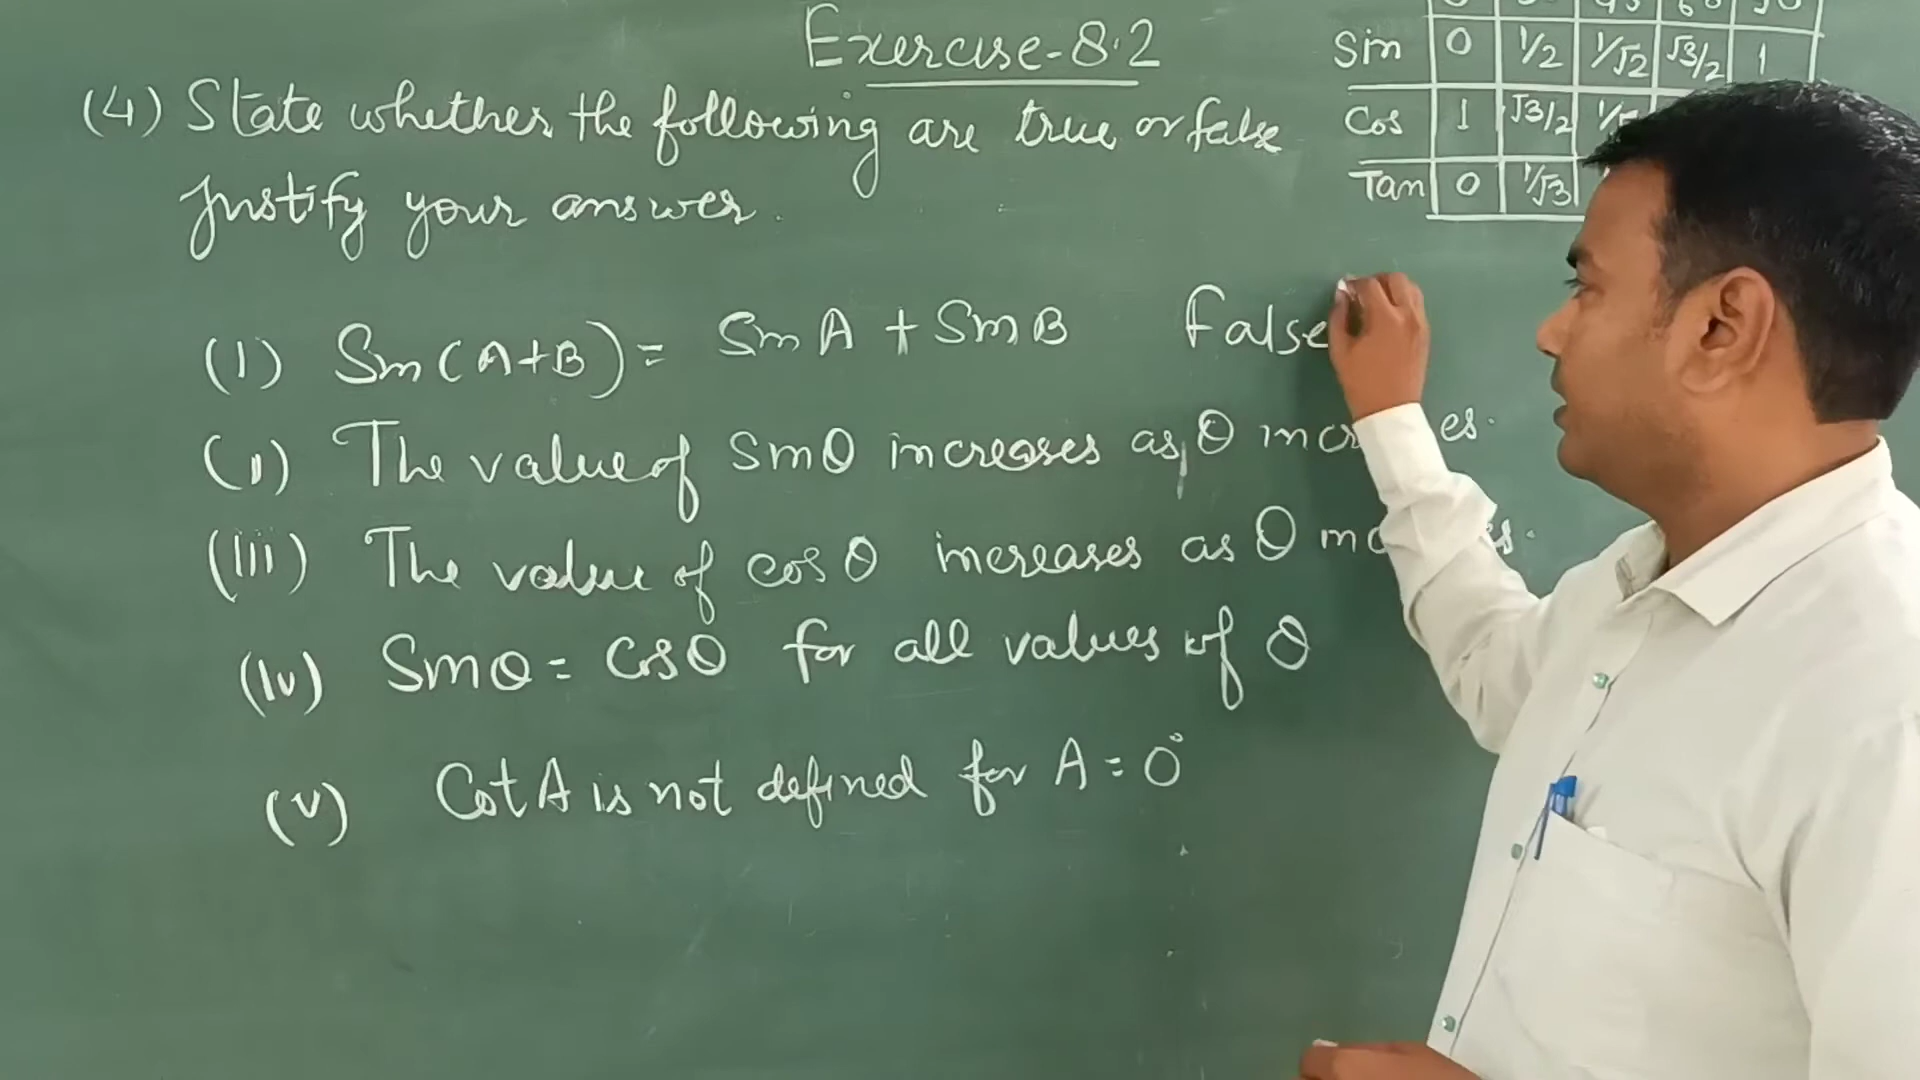 Exercise-8.2
(4) State whether the following are true or false
Justify your answer.
Sin 0 1/2 1/√2 √3/2 1
Cos 1 √3/2
Tan 0 1/√3
(i) Sin(A+B) = Sin A + Sin B False
(ii) The value of Sinθ increases as θ
(iii) The value of cosθ increases as θ
(iv) Sinθ = Cosθ for all values of θ
(v) Cot A is not defined for A = 0°